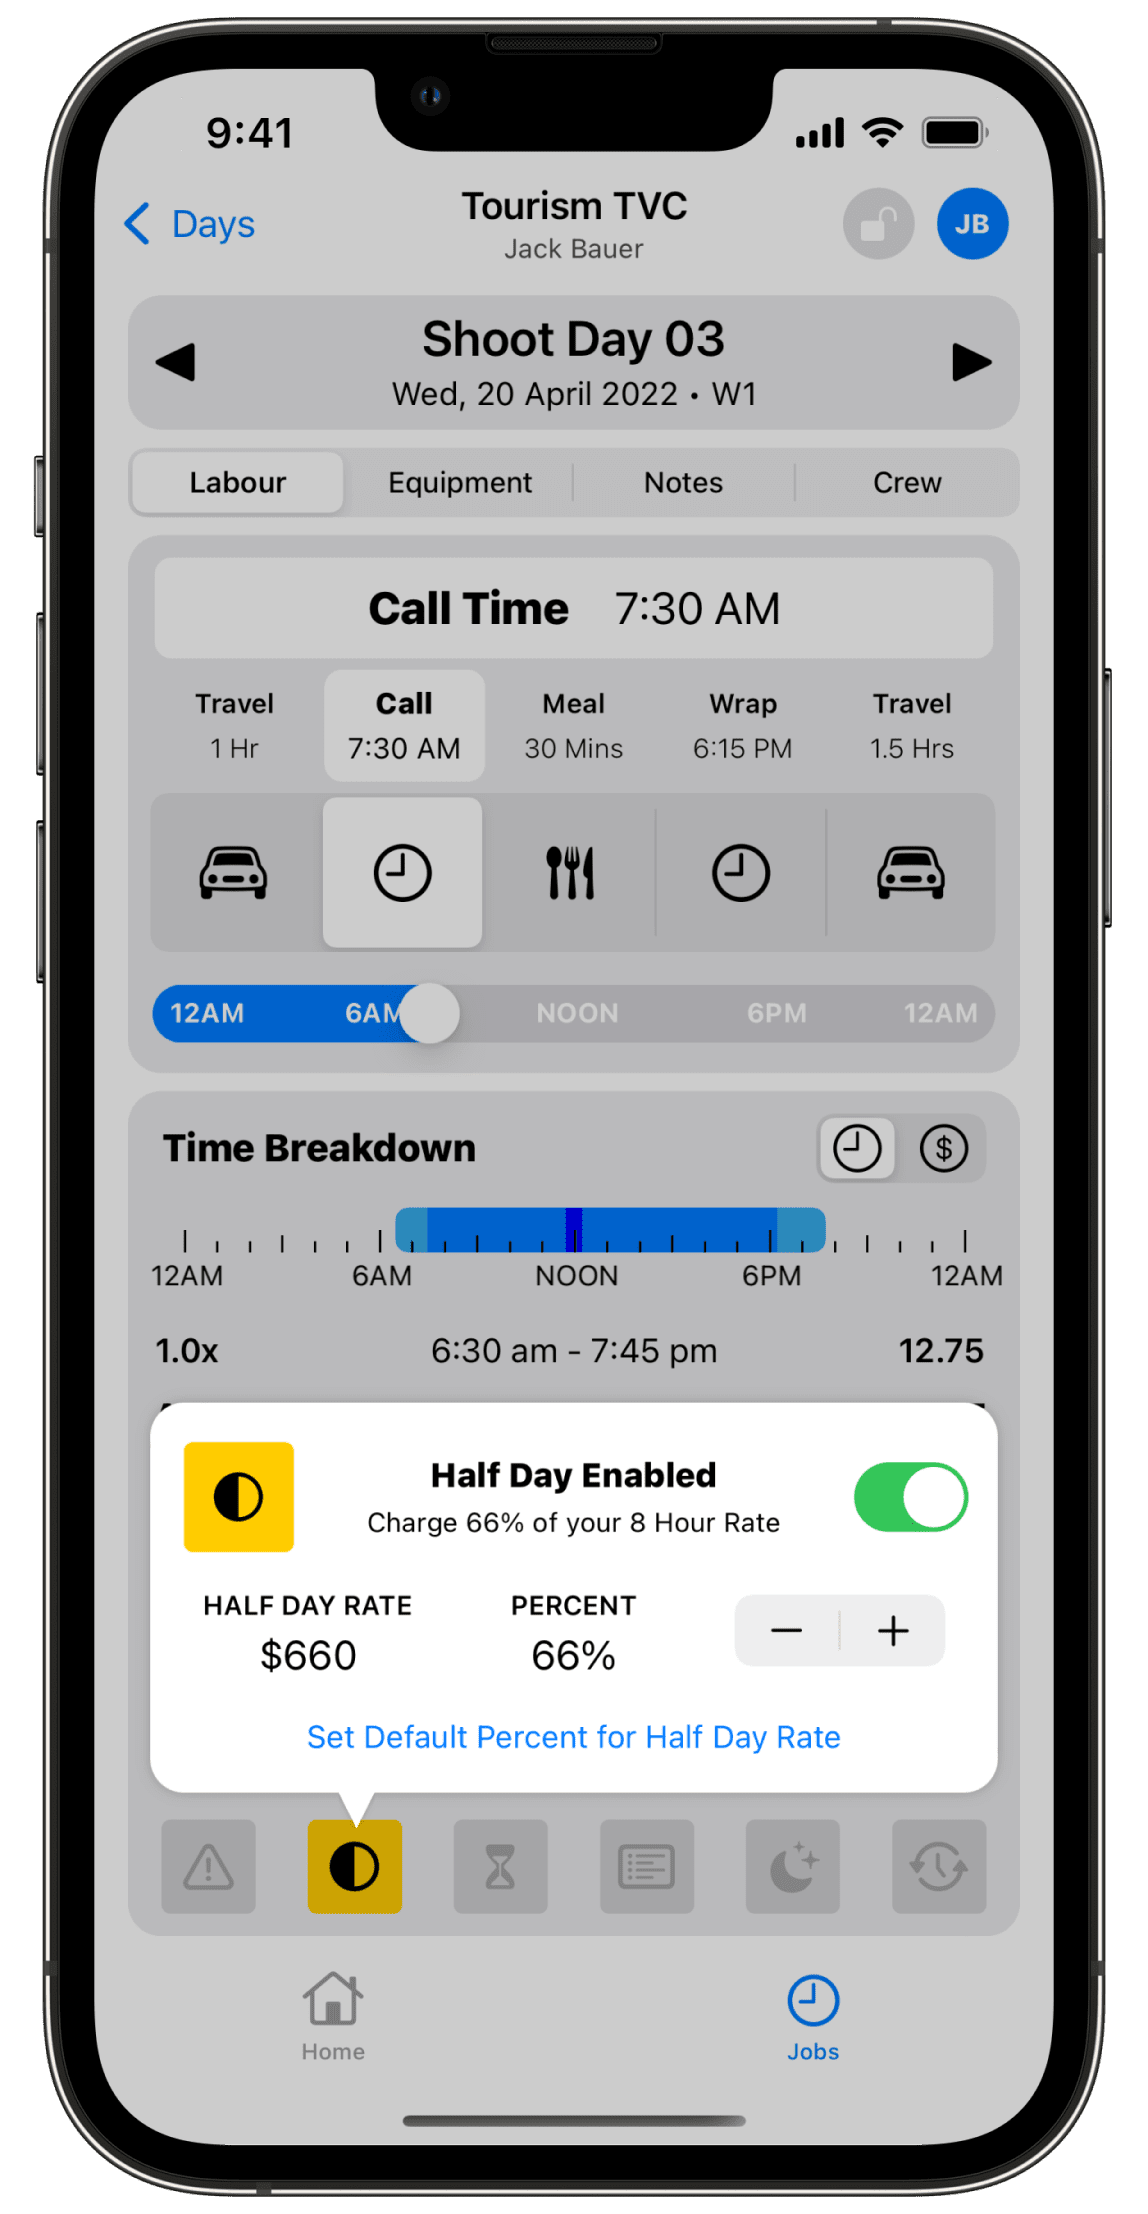 9:41
Days
Tourism TVC
Jack Bauer
JB
Shoot Day 03
Wed, 20 April 2022 • W1
Labour Equipment Notes Crew
Call Time 7:30 AM
Travel Call Meal Wrap Travel
1 Hr 7:30 AM 30 Mins 6:15 PM 1.5 Hrs
12AM 6AM NOON 6PM 12AM
Time Breakdown
$
12AM 6AM NOON 6PM 12AM
1.0x 6:30 am - 7:45 pm 12.75
Half Day Enabled
Charge 66% of your 8 Hour Rate
HALF DAY RATE PERCENT
$660 66% − +
Set Default Percent for Half Day Rate
Home Jobs